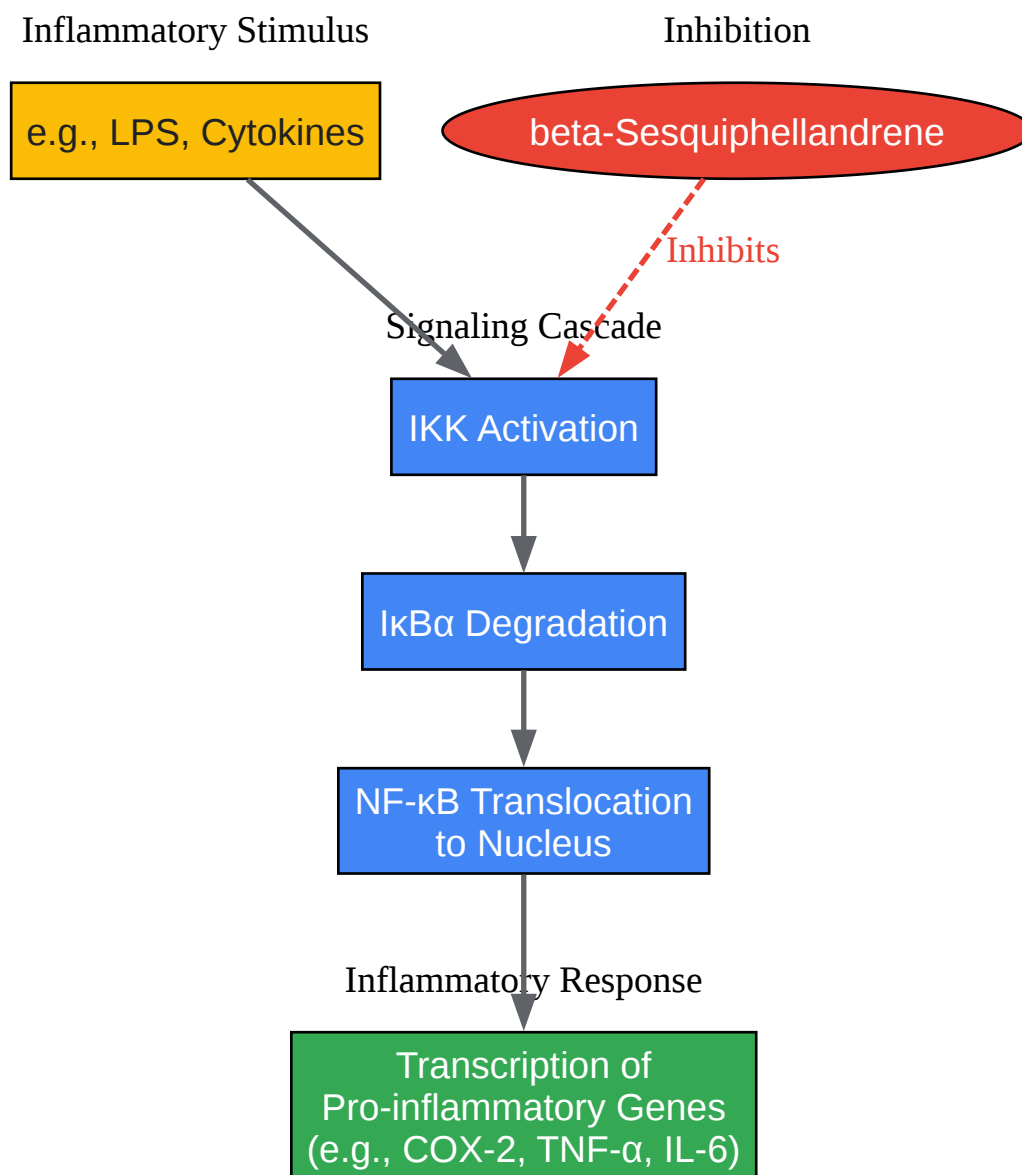 Inflammatory Stimulus
Inhibition
e.g., LPS, Cytokines
beta-Sesquiphellandrene
Inhibits
Signaling Cascade
IKK Activation
IκBα Degradation
NF-κB Translocation
to Nucleus
Inflammatory Response
Transcription of
Pro-inflammatory Genes
(e.g., COX-2, TNF-α, IL-6)